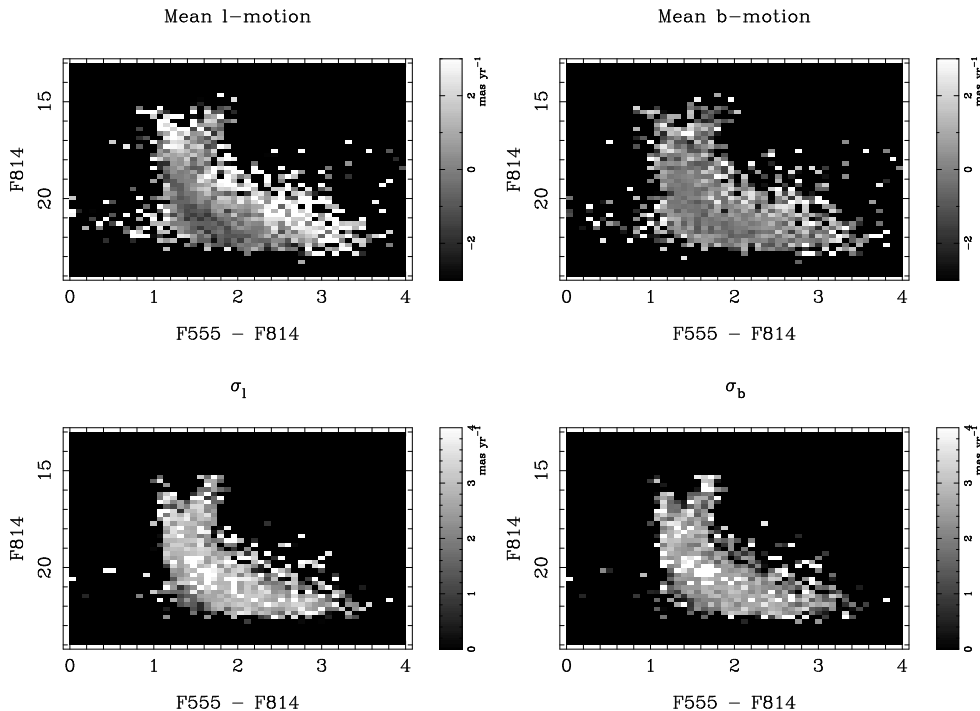 Mean l-motion
Mean b-motion
F814
15
20
0 1 2 3 4
F555 - F814
mas yr⁻¹
2
0
-2
F814
15
20
0 1 2 3 4
F555 - F814
mas yr⁻¹
2
0
-2
σ_l
σ_b
F814
15
20
0 1 2 3 4
F555 - F814
mas yr⁻¹
4
3
2
1
0
F814
15
20
0 1 2 3 4
F555 - F814
mas yr⁻¹
4
3
2
1
0